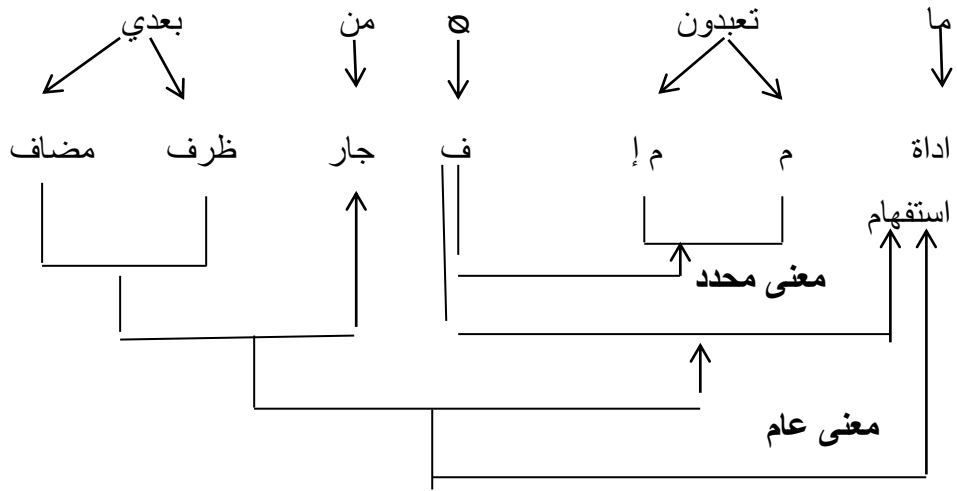 ما تعبدون ⦰ من بعدي
اداة م م إ ف جار ظرف مضاف
استفهام
معنى محدد
معنى عام